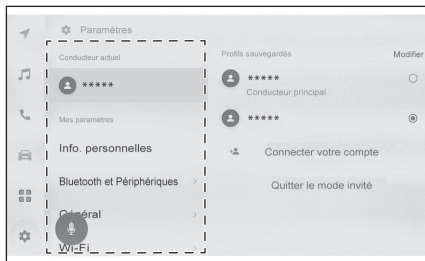 Paramètres
Conducteur actuel
*****
Mes paramètres
Info. personnelles
Bluetooth et Périphériques
Général
Wi-Fi
Profils sauvegardés
Modifier
*****
Conducteur principal
*****
Connecter votre compte
Quitter le mode invité